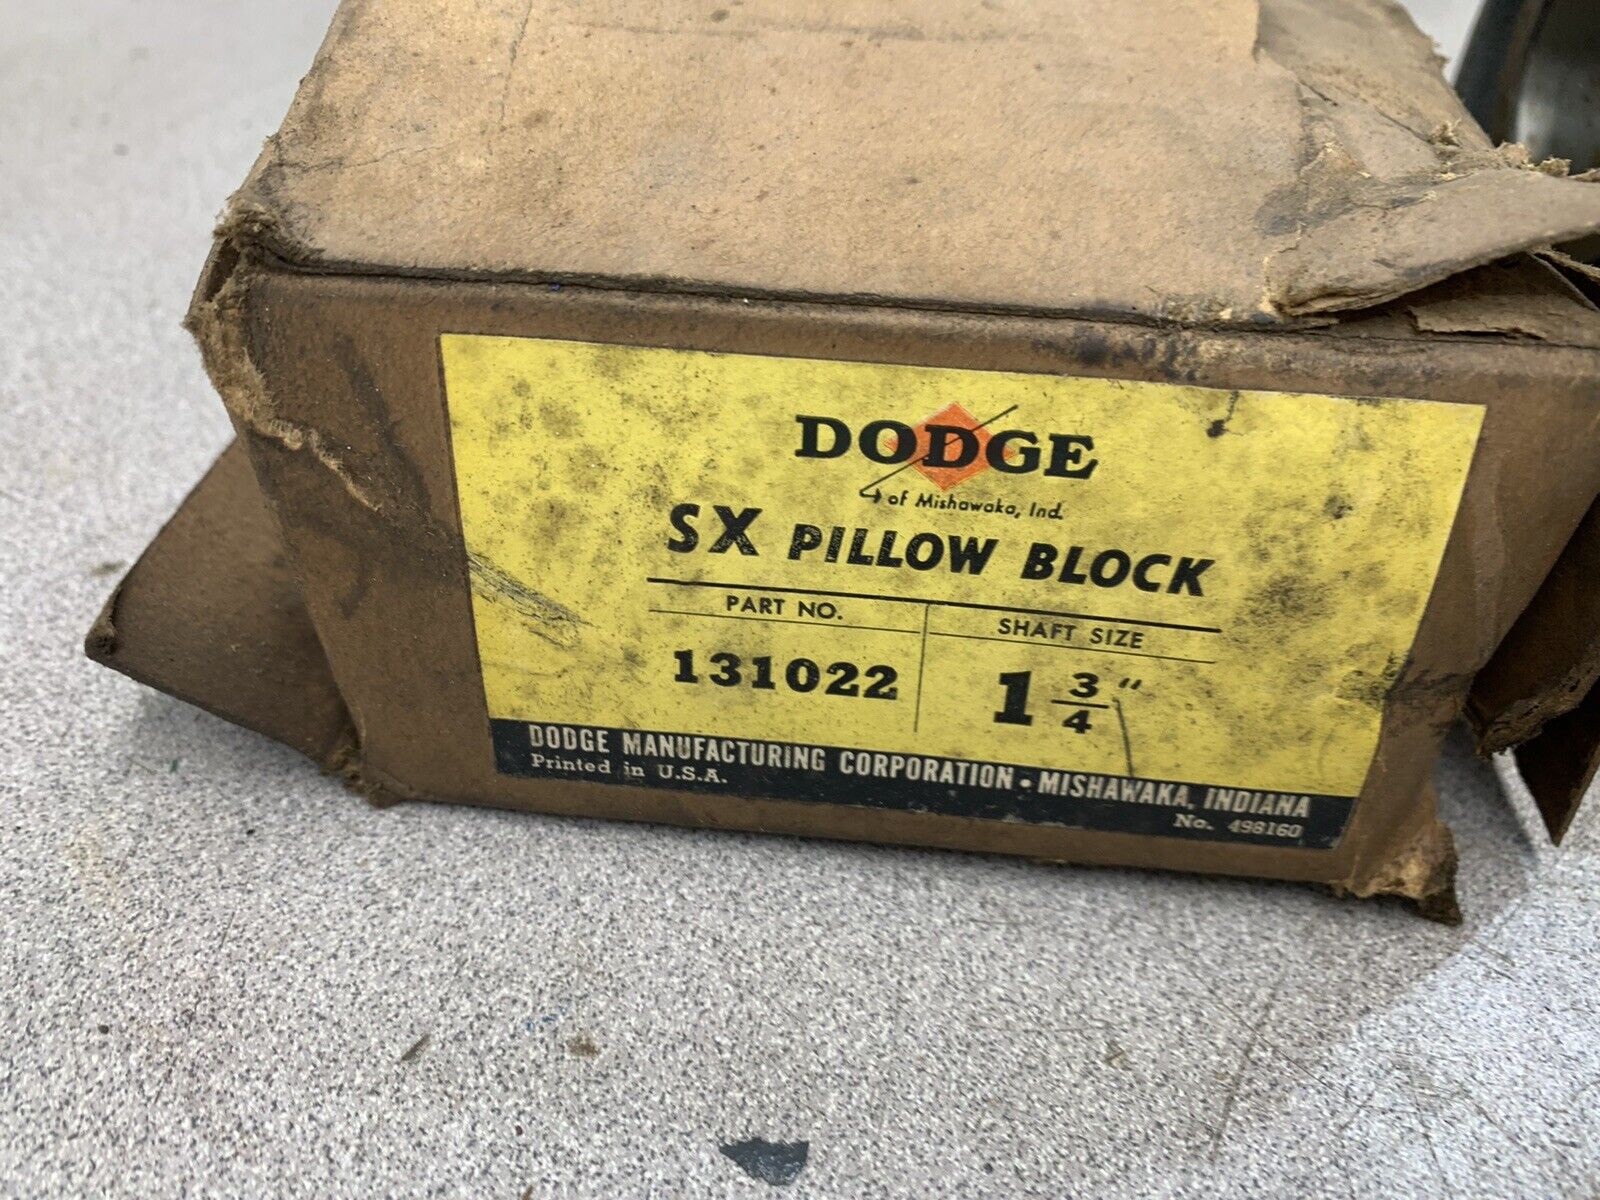 DODGE
of Mishawaka, Ind.
SX PILLOW BLOCK
PART NO.
SHAFT SIZE
131022
1 3/4"
DODGE MANUFACTURING CORPORATION • MISHAWAKA, INDIANA
Printed in U.S.A.
No. 498160